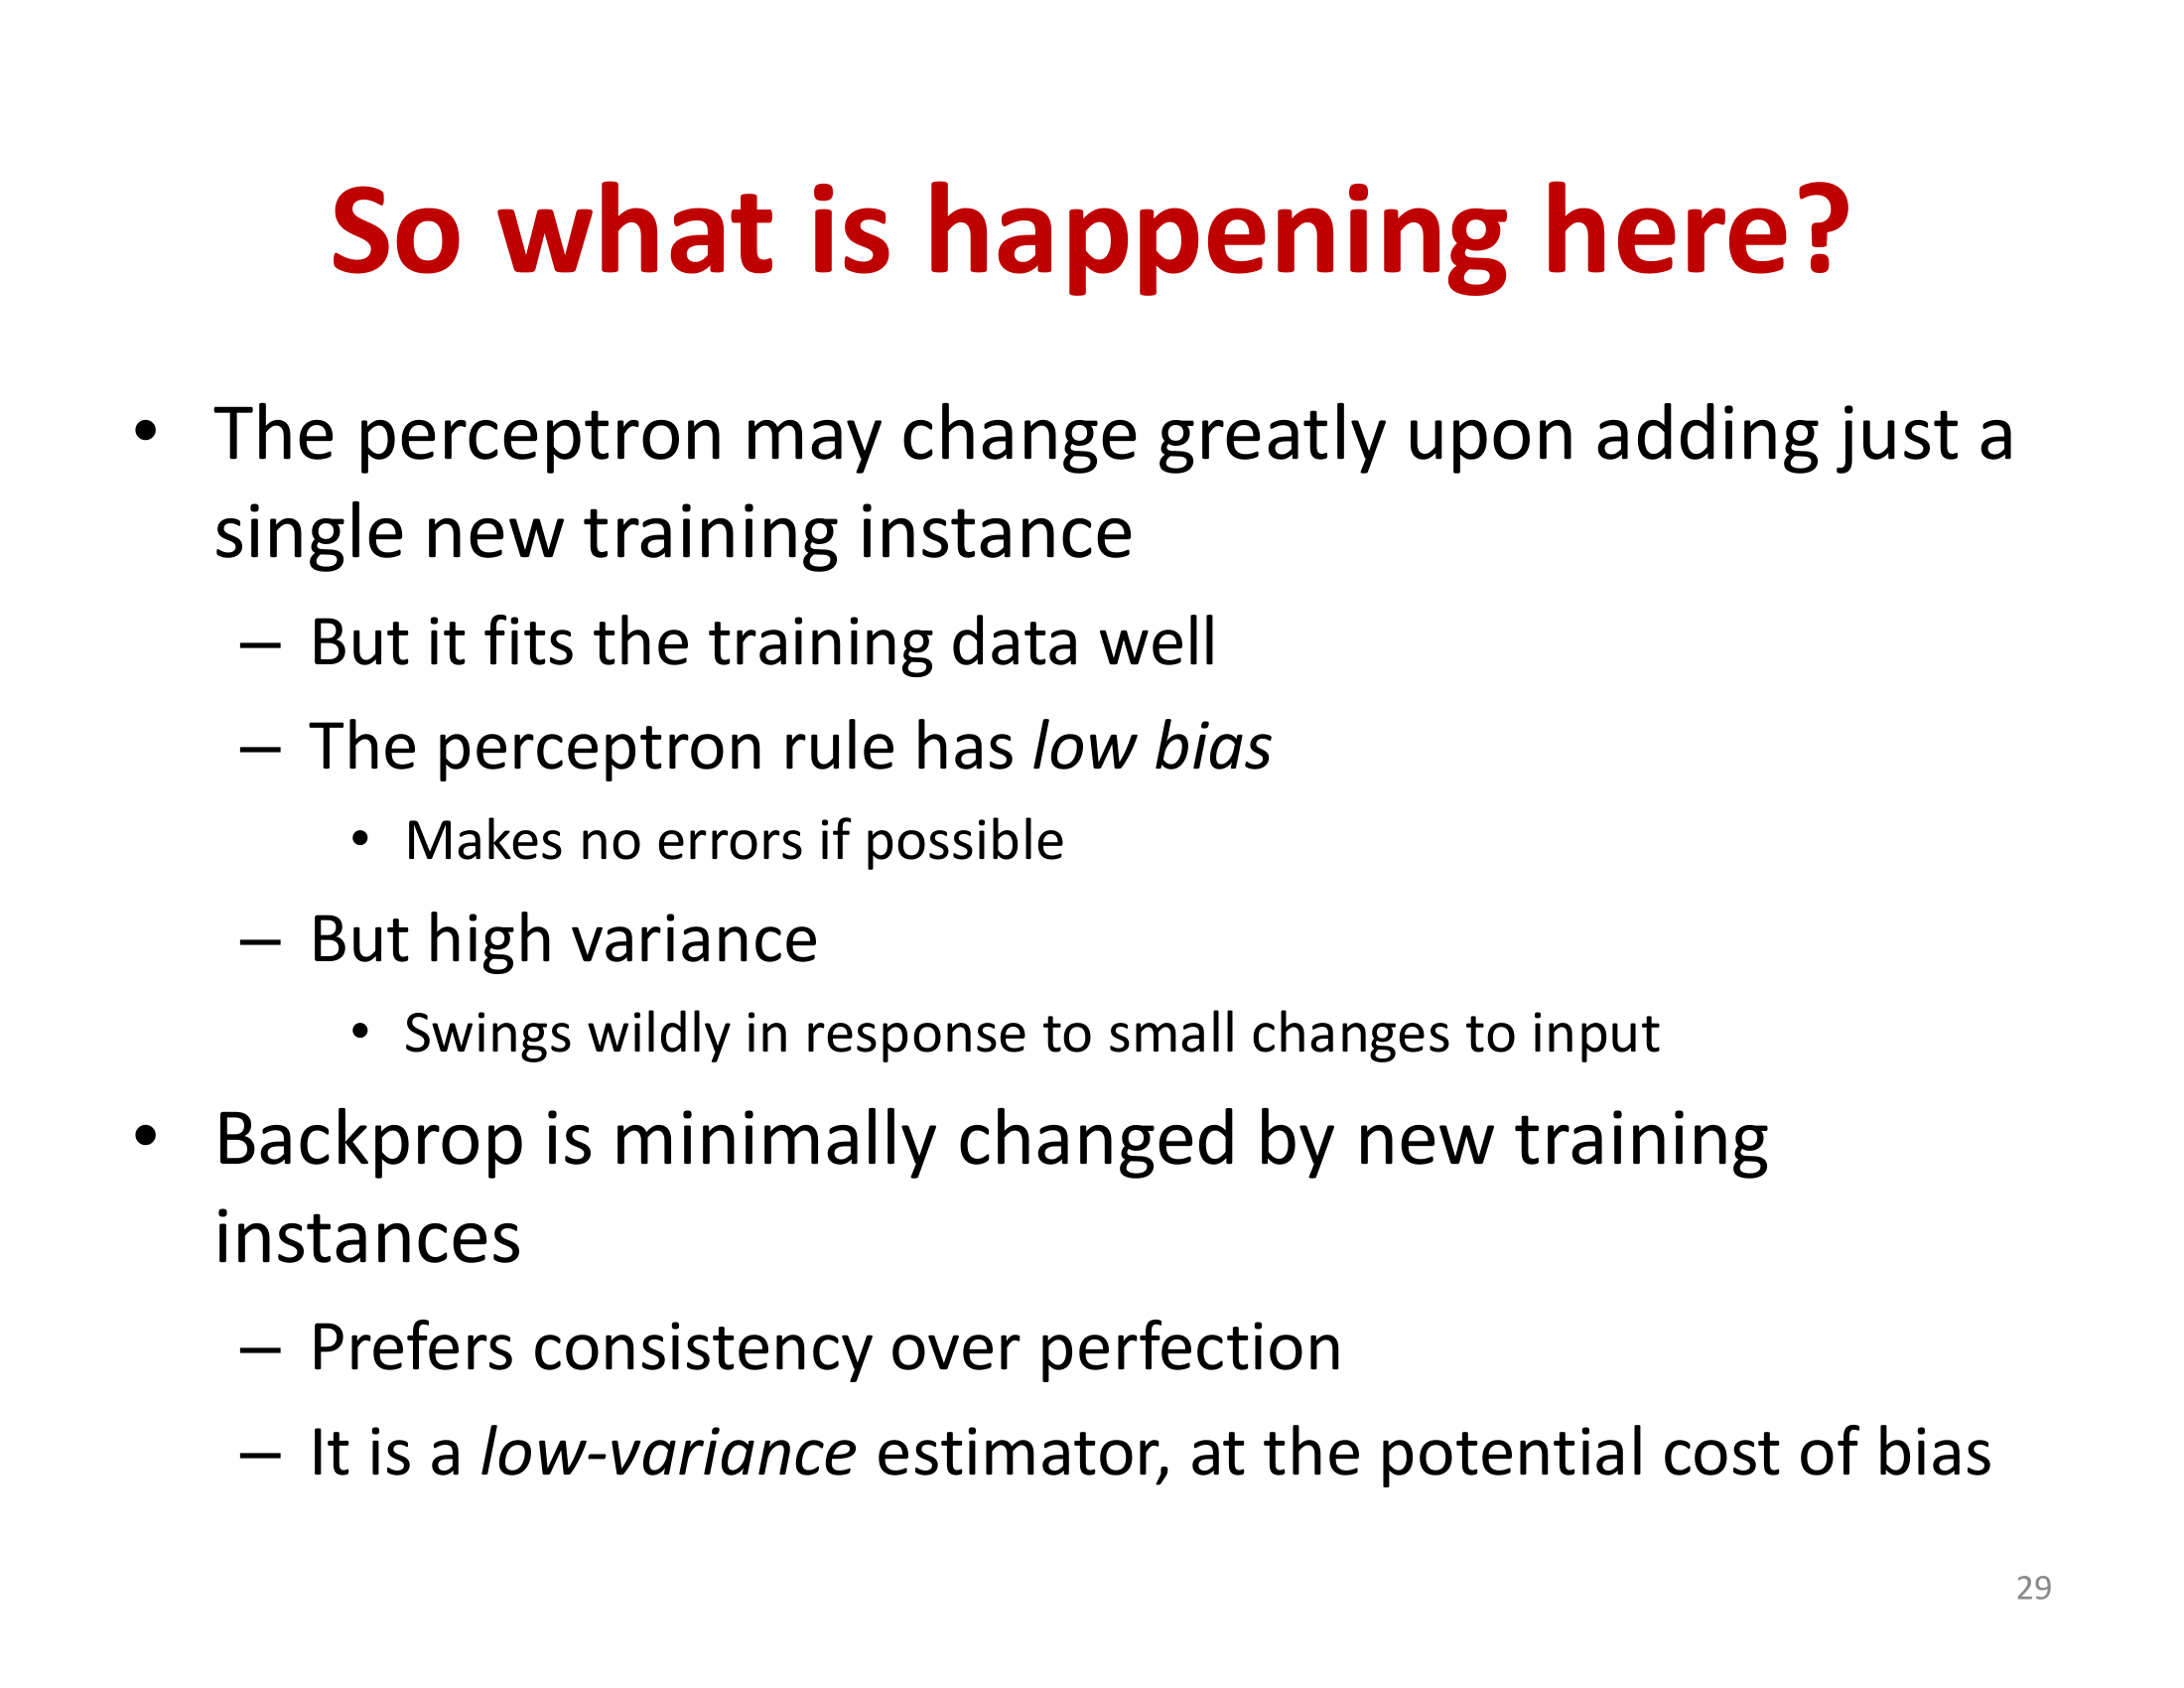 So what is happening here?
• The perceptron may change greatly upon adding just a
single new training instance
– But it fits the training data well
– The perceptron rule has low bias
• Makes no errors if possible
– But high variance
• Swings wildly in response to small changes to input
• Backprop is minimally changed by new training
instances
– Prefers consistency over perfection
– It is a low-variance estimator, at the potential cost of bias
29